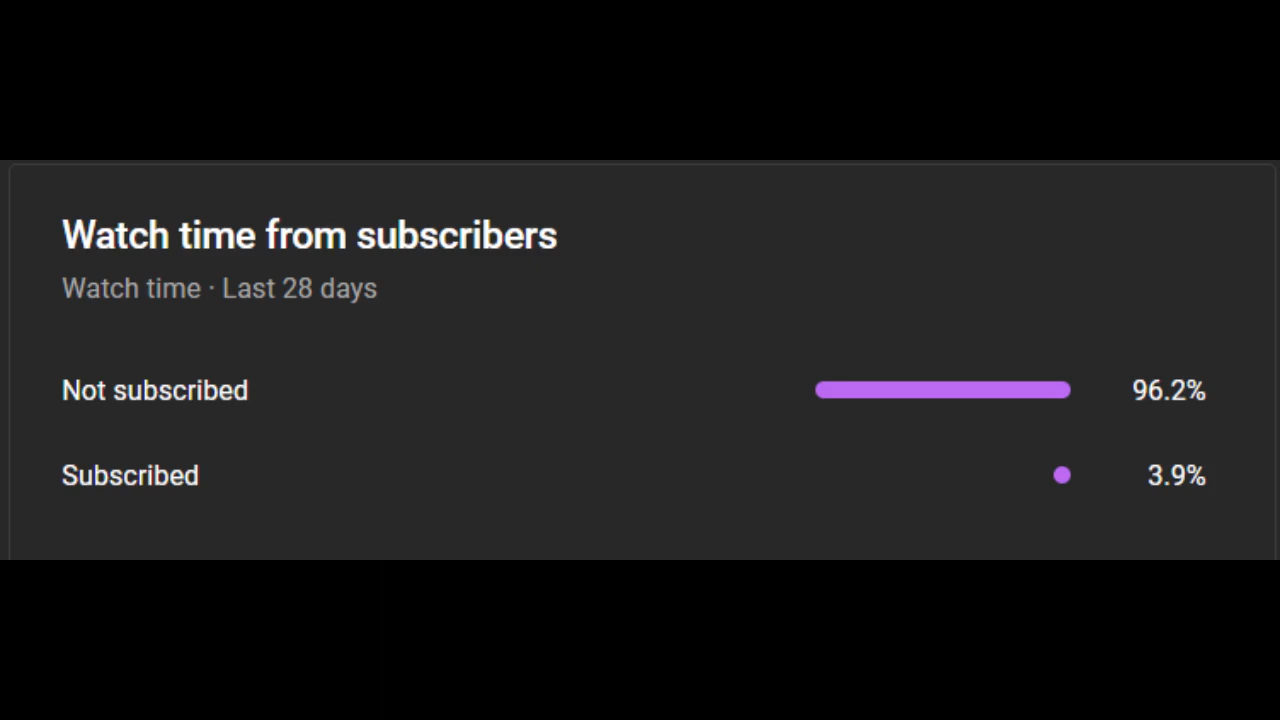 Watch time from subscribers
Watch time · Last 28 days
Not subscribed 96.2%
Subscribed 3.9%